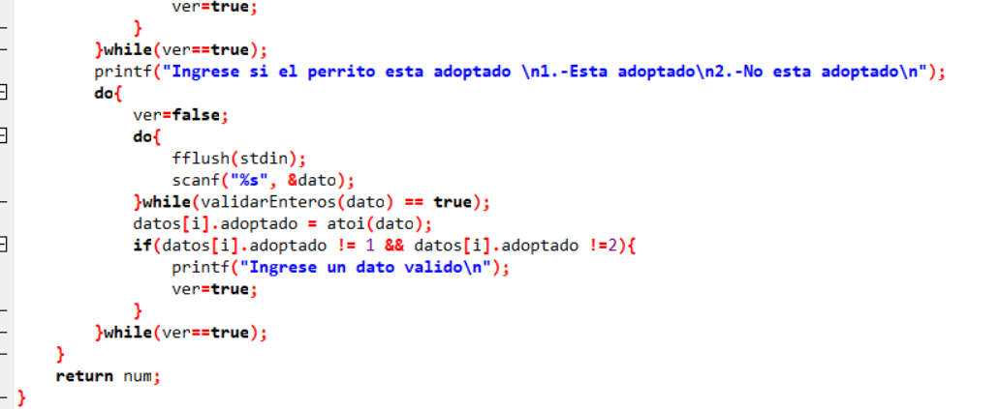 ver=true;
}
}while(ver==true);
printf("Ingrese si el perrito esta adoptado \n1.-Esta adoptado\n2.-No esta adoptado\n");
do{
ver=false;
do{
fflush(stdin);
scanf("%s", &dato);
}while(validarEnteros(dato) == true);
datos[i].adoptado = atoi(dato);
if(datos[i].adoptado != 1 && datos[i].adoptado !=2){
printf("Ingrese un dato valido\n");
ver=true;
}
}while(ver==true);
}
return num;
}